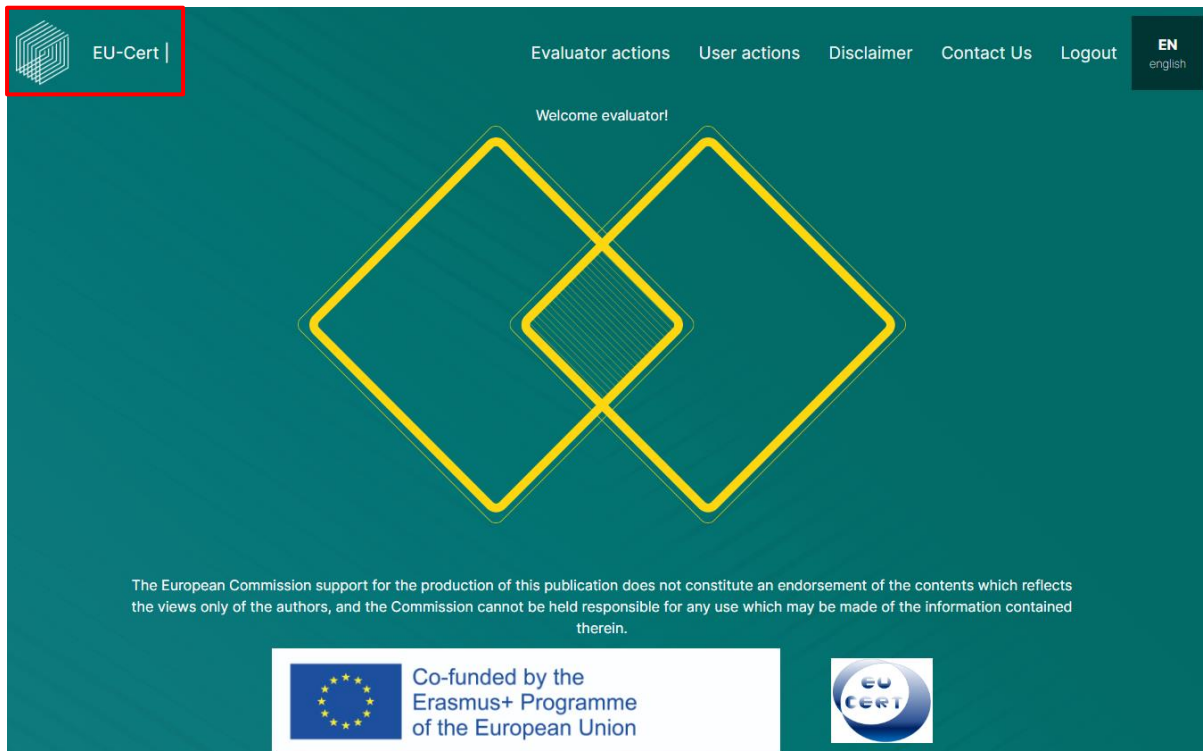 EU-Cert |
Evaluator actions
User actions
Disclaimer
Contact Us
Logout
EN
english
Welcome evaluator!
The European Commission support for the production of this publication does not constitute an endorsement of the contents which reflects
the views only of the authors, and the Commission cannot be held responsible for any use which may be made of the information contained
therein.
Co-funded by the
Erasmus+ Programme
of the European Union
EU
CERT